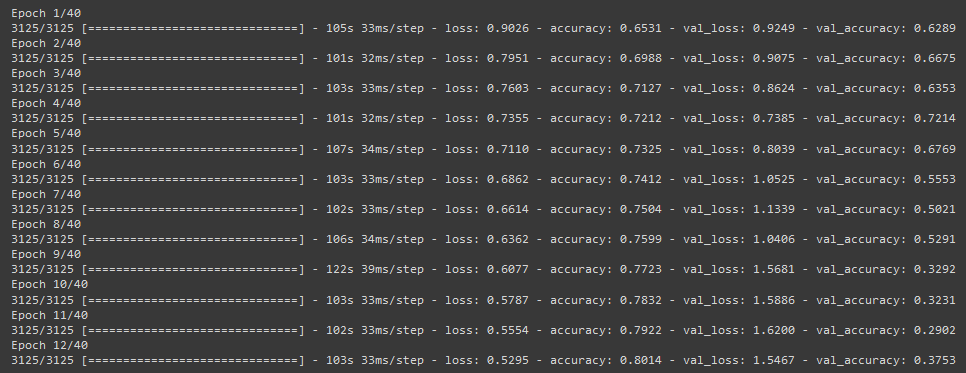 Epoch 1/40
3125/3125 [==============================] - 105s 33ms/step - loss: 0.9026 - accuracy: 0.6531 - val_loss: 0.9249 - val_accuracy: 0.6289
Epoch 2/40
3125/3125 [==============================] - 101s 32ms/step - loss: 0.7951 - accuracy: 0.6988 - val_loss: 0.9075 - val_accuracy: 0.6675
Epoch 3/40
3125/3125 [==============================] - 103s 33ms/step - loss: 0.7603 - accuracy: 0.7127 - val_loss: 0.8624 - val_accuracy: 0.6353
Epoch 4/40
3125/3125 [==============================] - 101s 32ms/step - loss: 0.7355 - accuracy: 0.7212 - val_loss: 0.7385 - val_accuracy: 0.7214
Epoch 5/40
3125/3125 [==============================] - 107s 34ms/step - loss: 0.7110 - accuracy: 0.7325 - val_loss: 0.8039 - val_accuracy: 0.6769
Epoch 6/40
3125/3125 [==============================] - 103s 33ms/step - loss: 0.6862 - accuracy: 0.7412 - val_loss: 1.0525 - val_accuracy: 0.5553
Epoch 7/40
3125/3125 [==============================] - 102s 33ms/step - loss: 0.6614 - accuracy: 0.7504 - val_loss: 1.1339 - val_accuracy: 0.5021
Epoch 8/40
3125/3125 [==============================] - 106s 34ms/step - loss: 0.6362 - accuracy: 0.7599 - val_loss: 1.0406 - val_accuracy: 0.5291
Epoch 9/40
3125/3125 [==============================] - 122s 39ms/step - loss: 0.6077 - accuracy: 0.7723 - val_loss: 1.5681 - val_accuracy: 0.3292
Epoch 10/40
3125/3125 [==============================] - 103s 33ms/step - loss: 0.5787 - accuracy: 0.7832 - val_loss: 1.5886 - val_accuracy: 0.3231
Epoch 11/40
3125/3125 [==============================] - 102s 33ms/step - loss: 0.5554 - accuracy: 0.7922 - val_loss: 1.6200 - val_accuracy: 0.2902
Epoch 12/40
3125/3125 [==============================] - 103s 33ms/step - loss: 0.5295 - accuracy: 0.8014 - val_loss: 1.5467 - val_accuracy: 0.3753